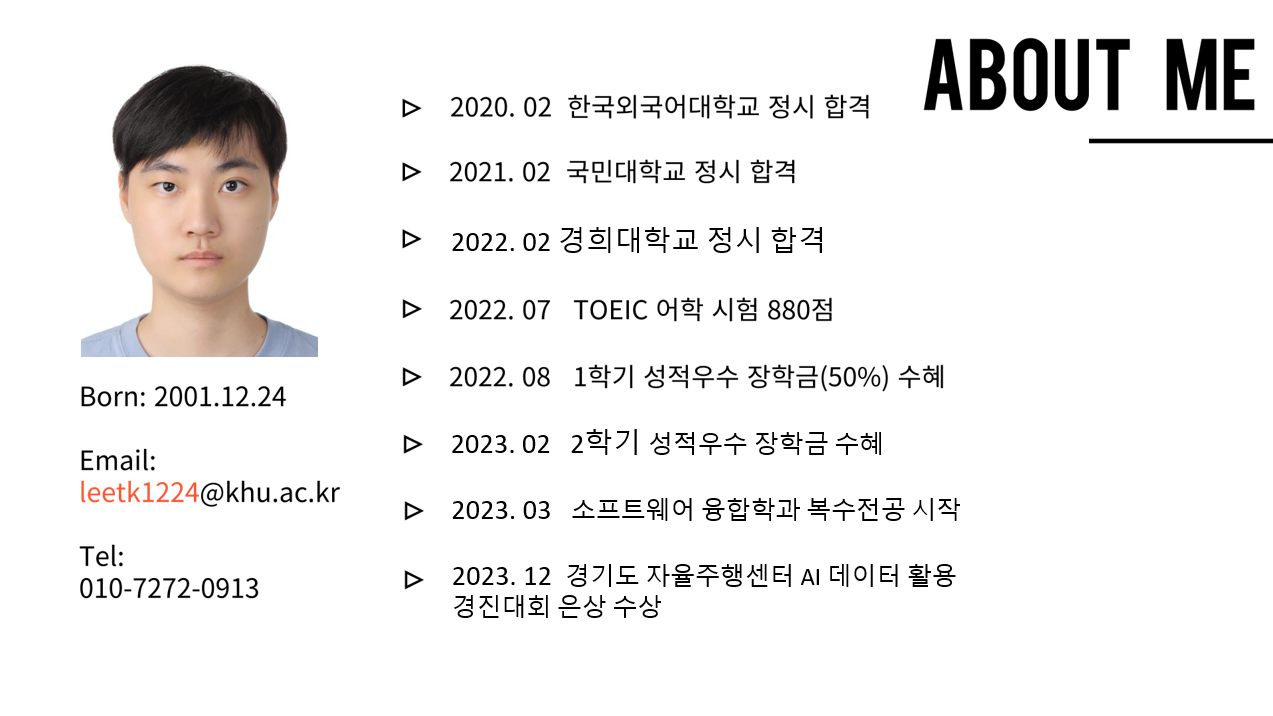 ABOUT ME
2020. 02 한국외국어대학교 정시 합격
2021. 02 국민대학교 정시 합격
2022. 02 경희대학교 정시 합격
2022. 07 TOEIC 어학 시험 880점
2022. 08 1학기 성적우수 장학금(50%) 수혜
2023. 02 2학기 성적우수 장학금 수혜
2023. 03 소프트웨어 융합학과 복수전공 시작
2023. 12 경기도 자율주행센터 AI 데이터 활용
경진대회 은상 수상
Born: 2001.12.24
Email:
leetk1224@khu.ac.kr
Tel:
010-7272-0913